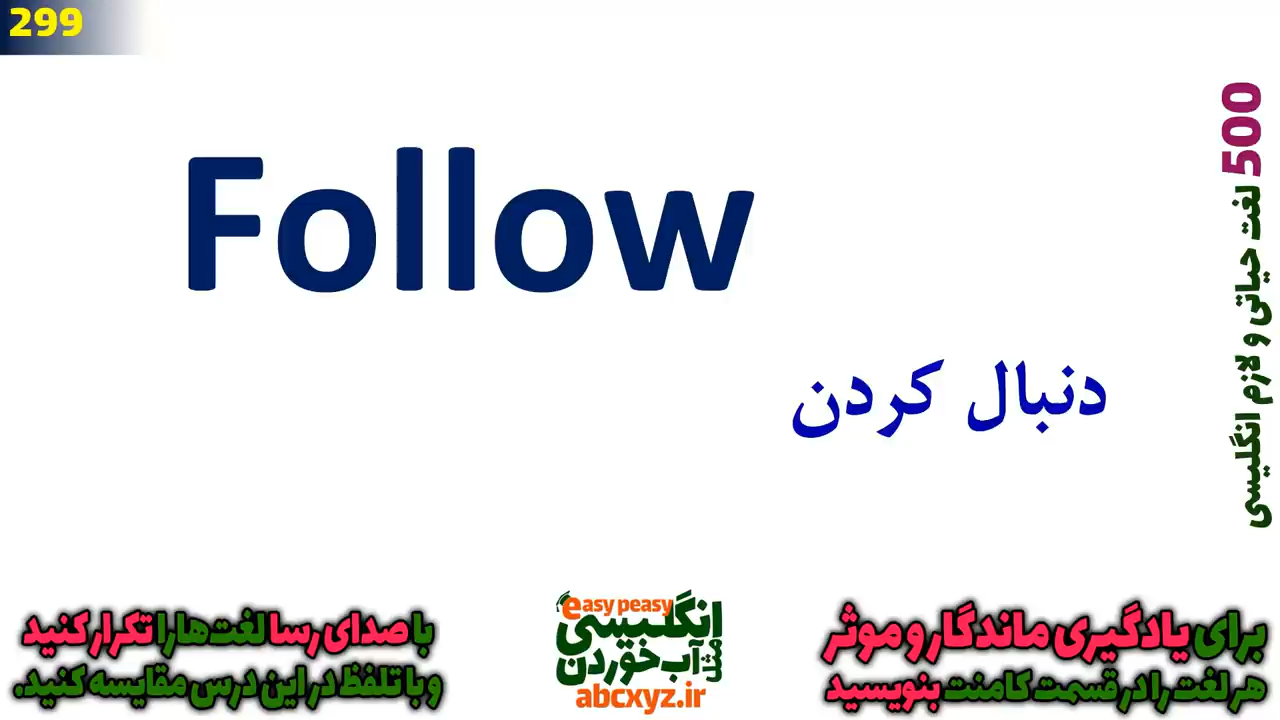 299
Follow
دنبال کردن
500 لغت حیاتی و لازم انگلیسی
با صدای رسا لغت‌ها را تکرار کنید
و با تلفظ در این درس مقایسه کنید.
easy peasy
انگلیسی
مثل آب خوردن
abcxyz.ir
برای یادگیری ماندگار و موثر
هر لغت را در قسمت کامنت بنویسید